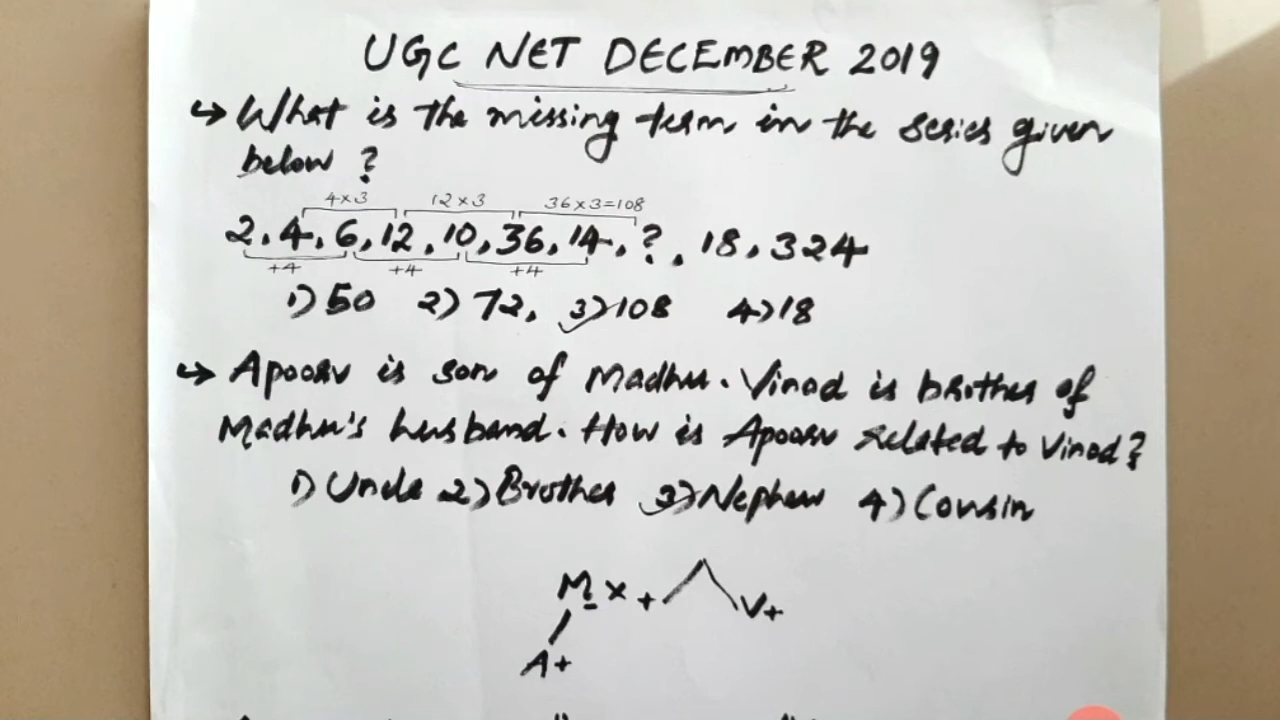 UGC NET DECEMBER 2019
↪ What is the missing term in the series given
below ?
4×3 12×3 36×3=108
2, 4, 6, 12, 10, 36, 14, ?, 18, 324
+4 +4 +4
1) 50 2) 72, 3) 108 4) 18
↪ Apoorv is son of Madhu. Vinod is brother of
Madhu's husband. How is Apoorv related to Vinod?
1) Uncle 2) Brother 3) Nephew 4) Cousin
M × + V+
A+